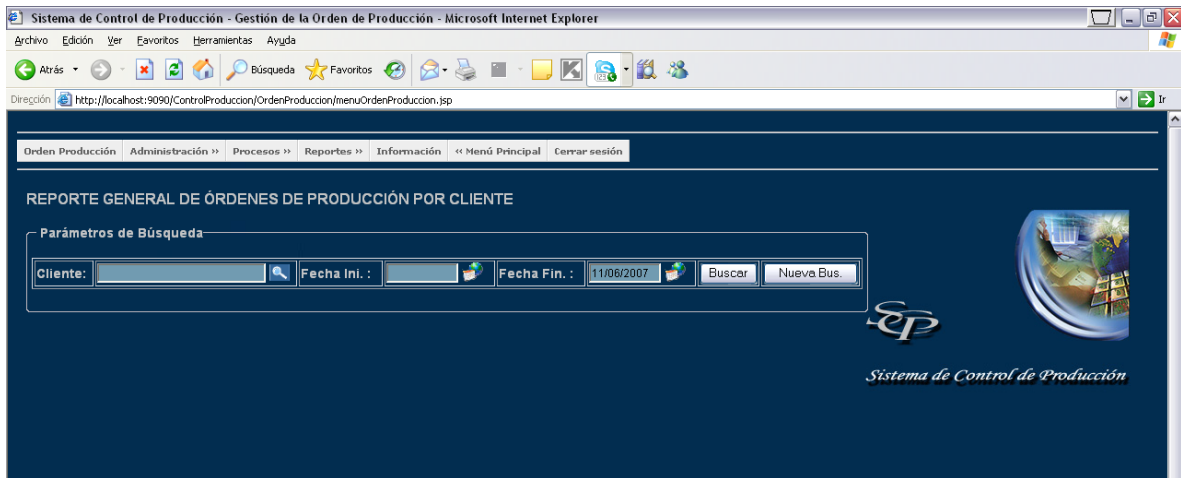 Sistema de Control de Producción - Gestión de la Orden de Producción - Microsoft Internet Explorer
Archivo Edición Ver Favoritos Herramientas Ayuda
Atrás Búsqueda Favoritos
Dirección http://localhost:9090/ControlProduccion/OrdenProduccion/menuOrdenProduccion.jsp Ir
Orden Producción Administración »» Procesos »» Reportes »» Información «« Menú Principal Cerrar sesión
REPORTE GENERAL DE ÓRDENES DE PRODUCCIÓN POR CLIENTE
Parámetros de Búsqueda
Cliente: Fecha Ini. : Fecha Fin. : 11/06/2007 Buscar Nueva Bus.
SCP
Sistema de Control de Producción